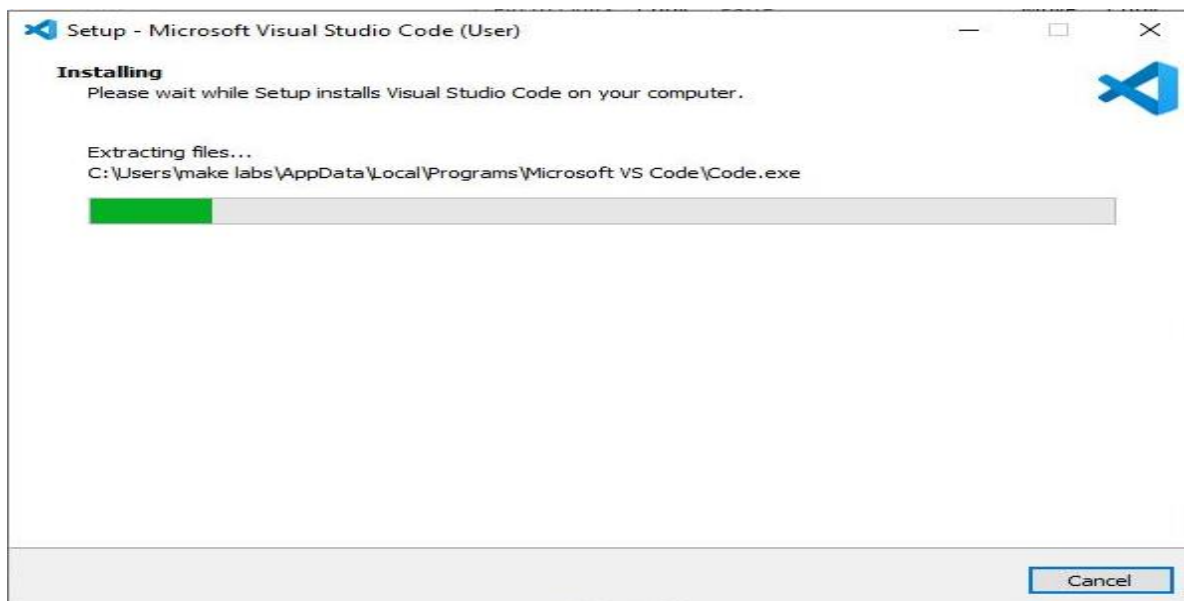 Setup - Microsoft Visual Studio Code (User)
Installing
Please wait while Setup installs Visual Studio Code on your computer.
Extracting files...
C:\Users\make labs\AppData\Local\Programs\Microsoft VS Code\Code.exe
Cancel